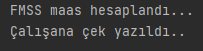 FMSS maas hesaplandı...
Çalışana çek yazıldı..